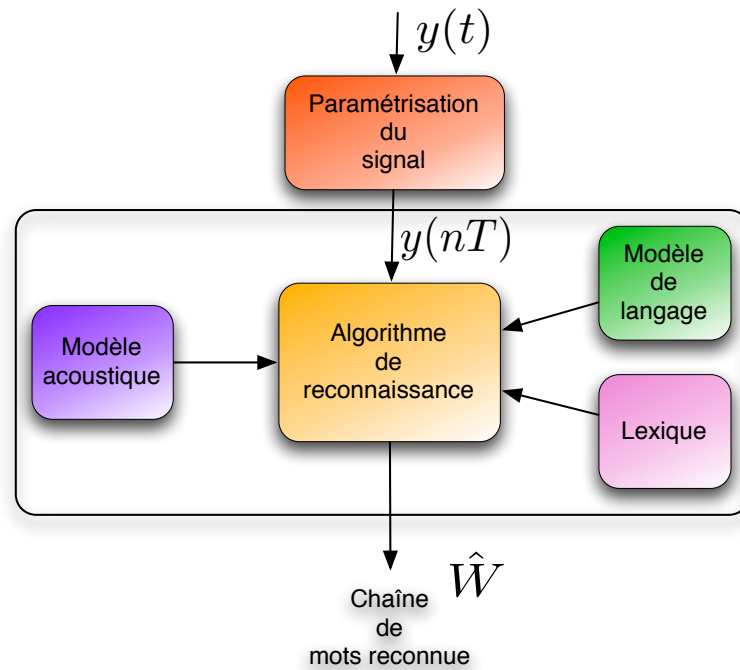 y(t)
Paramétrisation
du
signal
y(nT)
Modèle
de
langage
Modèle
acoustique
Algorithme
de
reconnaissance
Lexique
Ŵ
Chaîne
de
mots reconnue